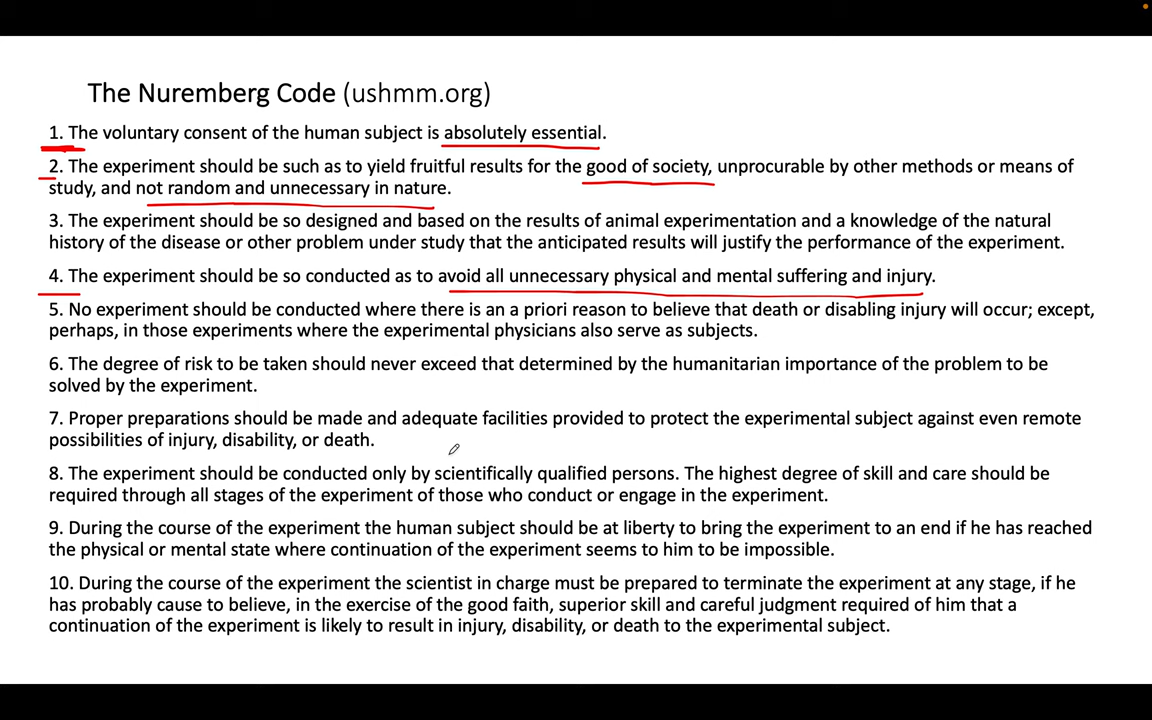 The Nuremberg Code (ushmm.org)
1. The voluntary consent of the human subject is absolutely essential.
2. The experiment should be such as to yield fruitful results for the good of society, unprocurable by other methods or means of
study, and not random and unnecessary in nature.
3. The experiment should be so designed and based on the results of animal experimentation and a knowledge of the natural
history of the disease or other problem under study that the anticipated results will justify the performance of the experiment.
4. The experiment should be so conducted as to avoid all unnecessary physical and mental suffering and injury.
5. No experiment should be conducted where there is an a priori reason to believe that death or disabling injury will occur; except,
perhaps, in those experiments where the experimental physicians also serve as subjects.
6. The degree of risk to be taken should never exceed that determined by the humanitarian importance of the problem to be
solved by the experiment.
7. Proper preparations should be made and adequate facilities provided to protect the experimental subject against even remote
possibilities of injury, disability, or death.
8. The experiment should be conducted only by scientifically qualified persons. The highest degree of skill and care should be
required through all stages of the experiment of those who conduct or engage in the experiment.
9. During the course of the experiment the human subject should be at liberty to bring the experiment to an end if he has reached
the physical or mental state where continuation of the experiment seems to him to be impossible.
10. During the course of the experiment the scientist in charge must be prepared to terminate the experiment at any stage, if he
has probably cause to believe, in the exercise of the good faith, superior skill and careful judgment required of him that a
continuation of the experiment is likely to result in injury, disability, or death to the experimental subject.